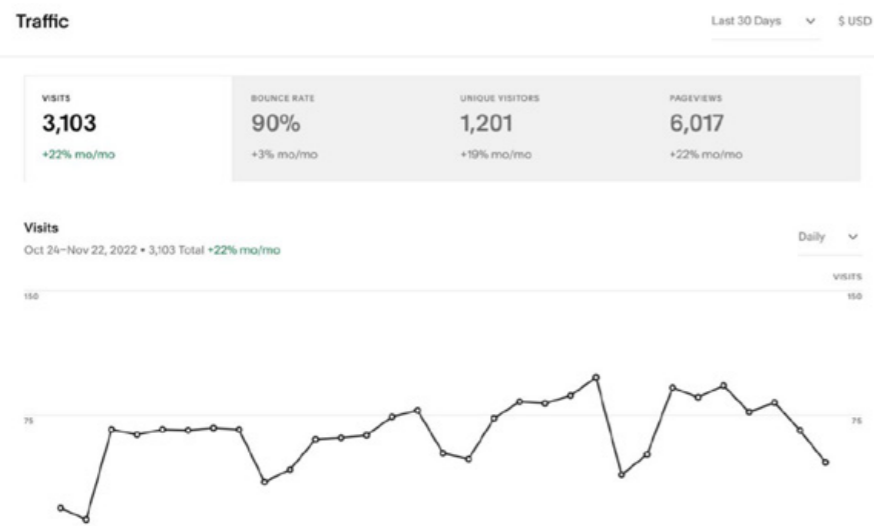 Traffic
Last 30 Days
$ USD
VISITS
3,103
+22% mo/mo
BOUNCE RATE
90%
+3% mo/mo
UNIQUE VISITORS
1,201
+19% mo/mo
PAGEVIEWS
6,017
+22% mo/mo
Visits
Oct 24–Nov 22, 2022 • 3,103 Total +22% mo/mo
Daily
VISITS
150
150
75
75